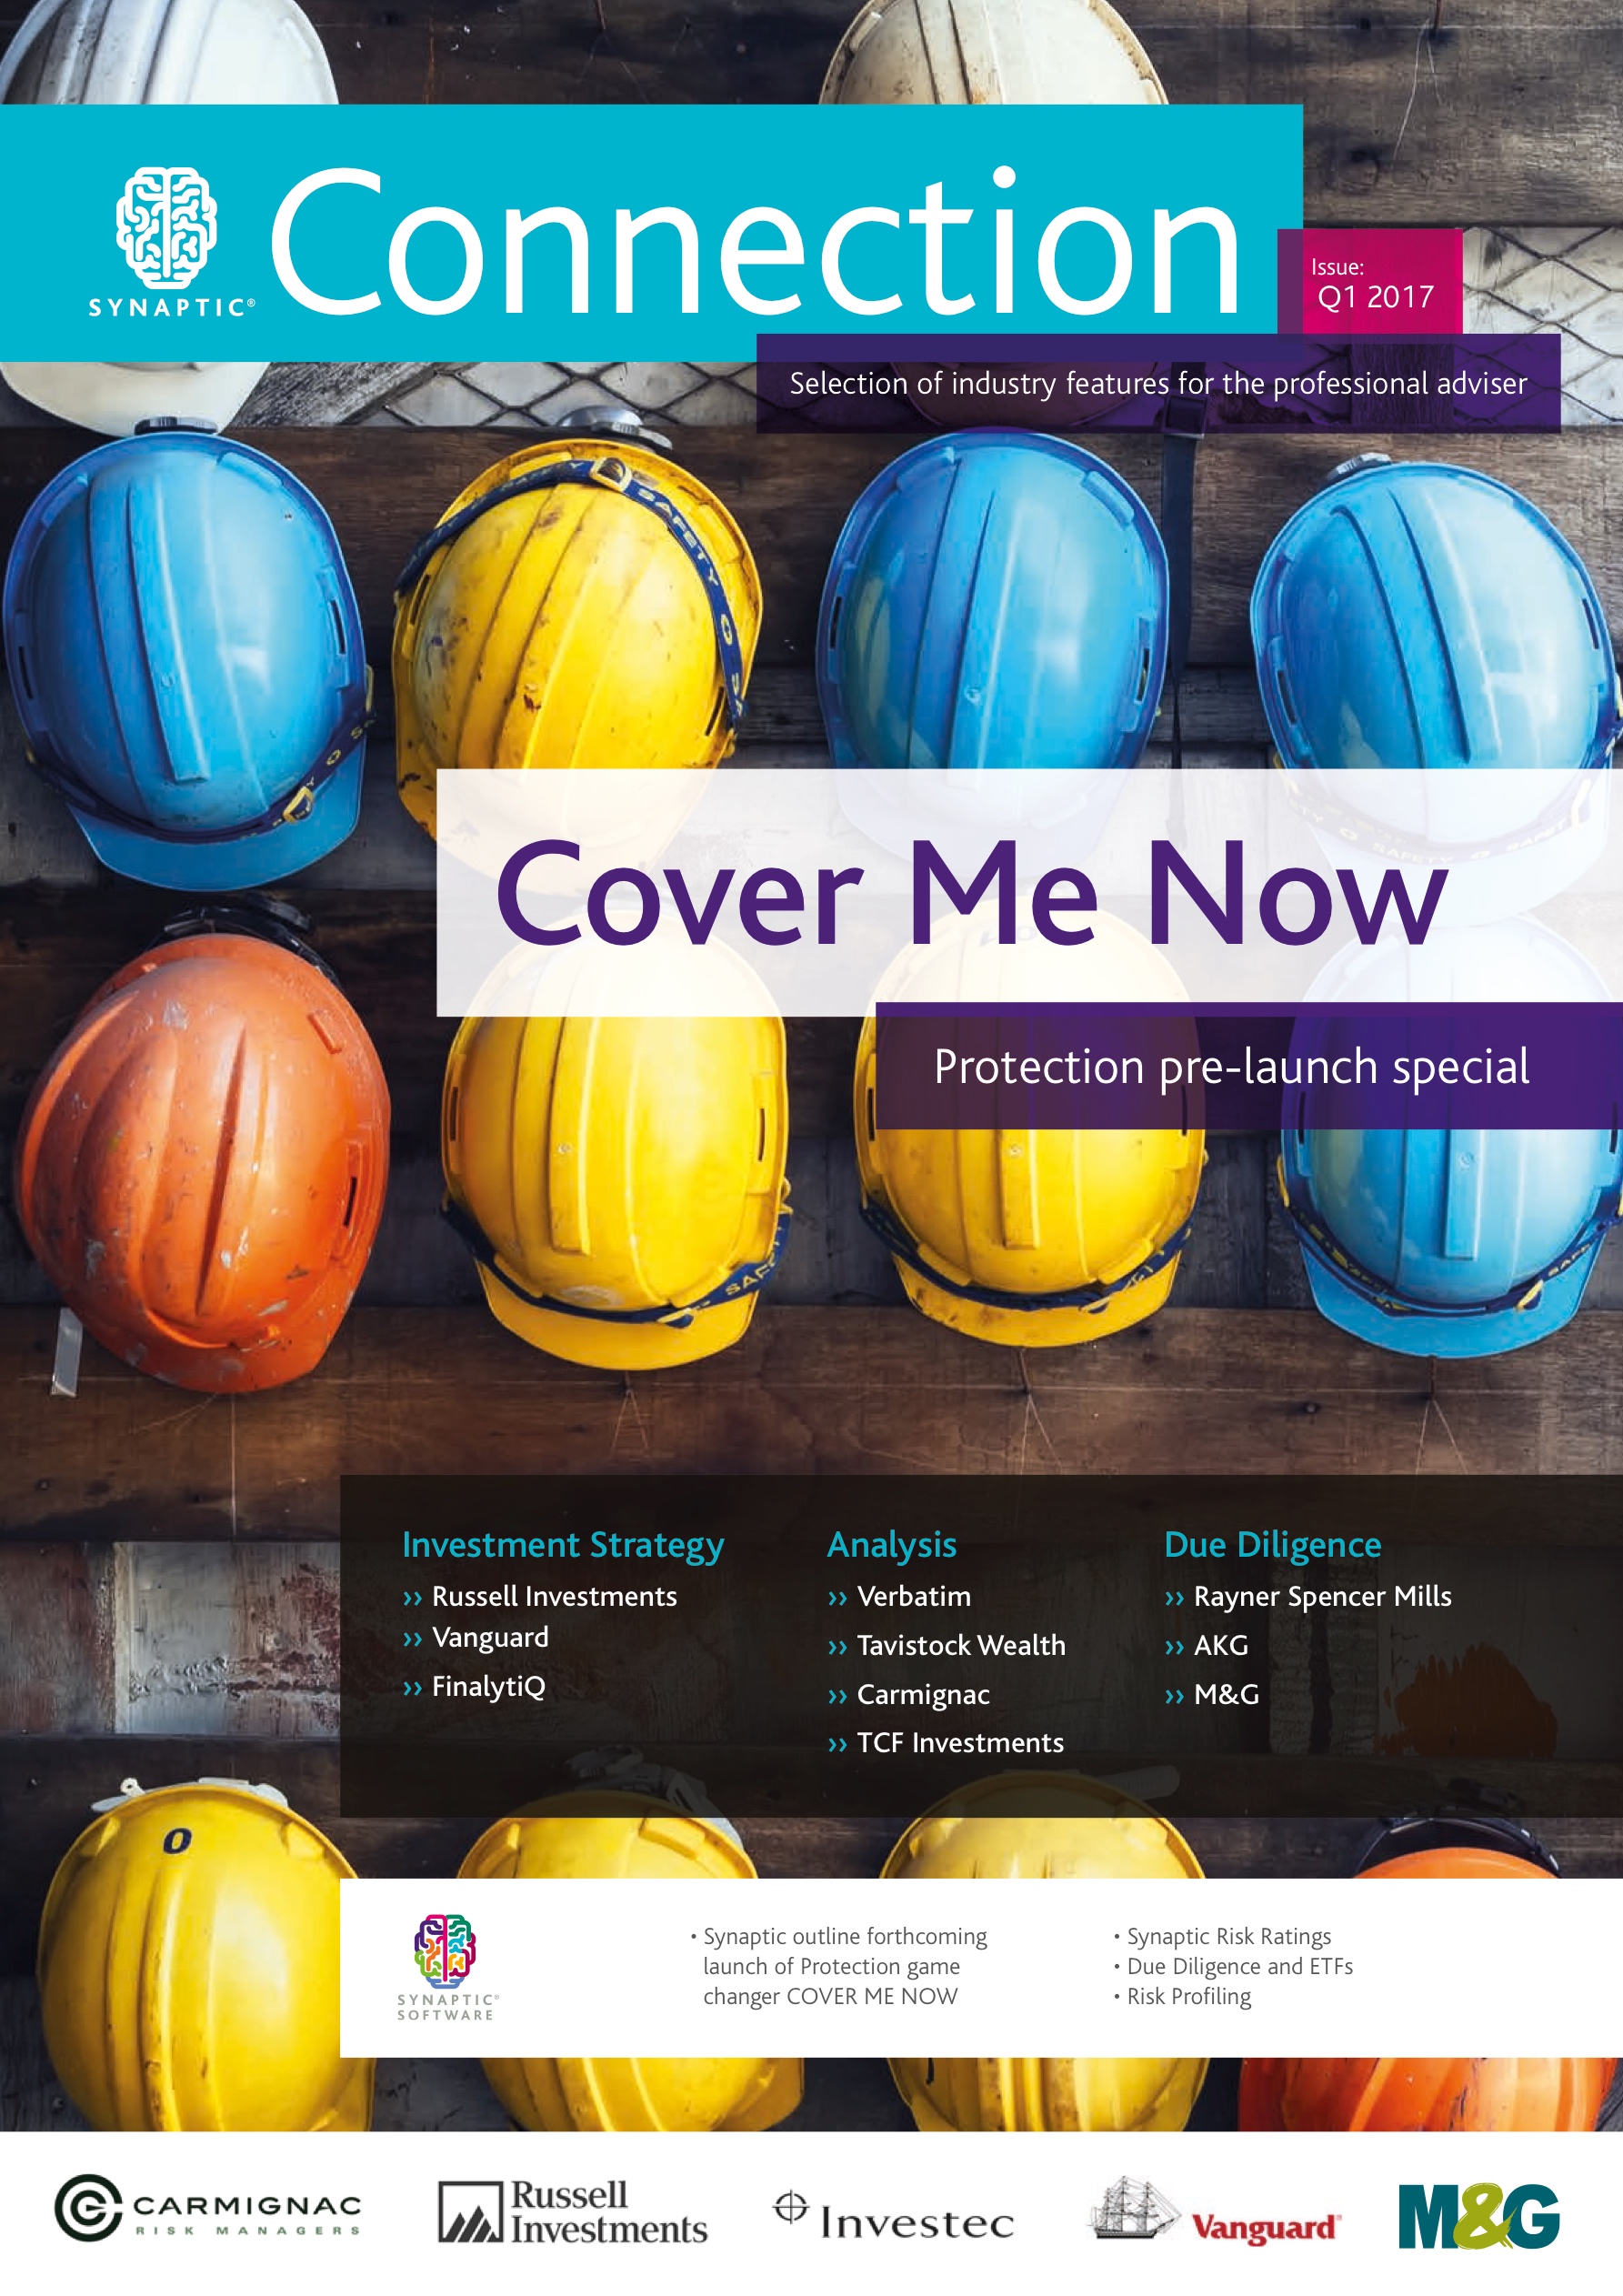 SYNAPTIC®
Connection
Issue:
Q1 2017
Selection of industry features for the professional adviser
SAFETY
Cover Me Now
Protection pre-launch special
Investment Strategy
›› Russell Investments
›› Vanguard
›› FinalytiQ
Analysis
›› Verbatim
›› Tavistock Wealth
›› Carmignac
›› TCF Investments
Due Diligence
›› Rayner Spencer Mills
›› AKG
›› M&G
SYNAPTIC®
SOFTWARE
• Synaptic outline forthcoming
launch of Protection game
changer COVER ME NOW
• Synaptic Risk Ratings
• Due Diligence and ETFs
• Risk Profiling
CARMIGNAC
RISK MANAGERS
Russell
Investments
Investec
Vanguard®
M&G